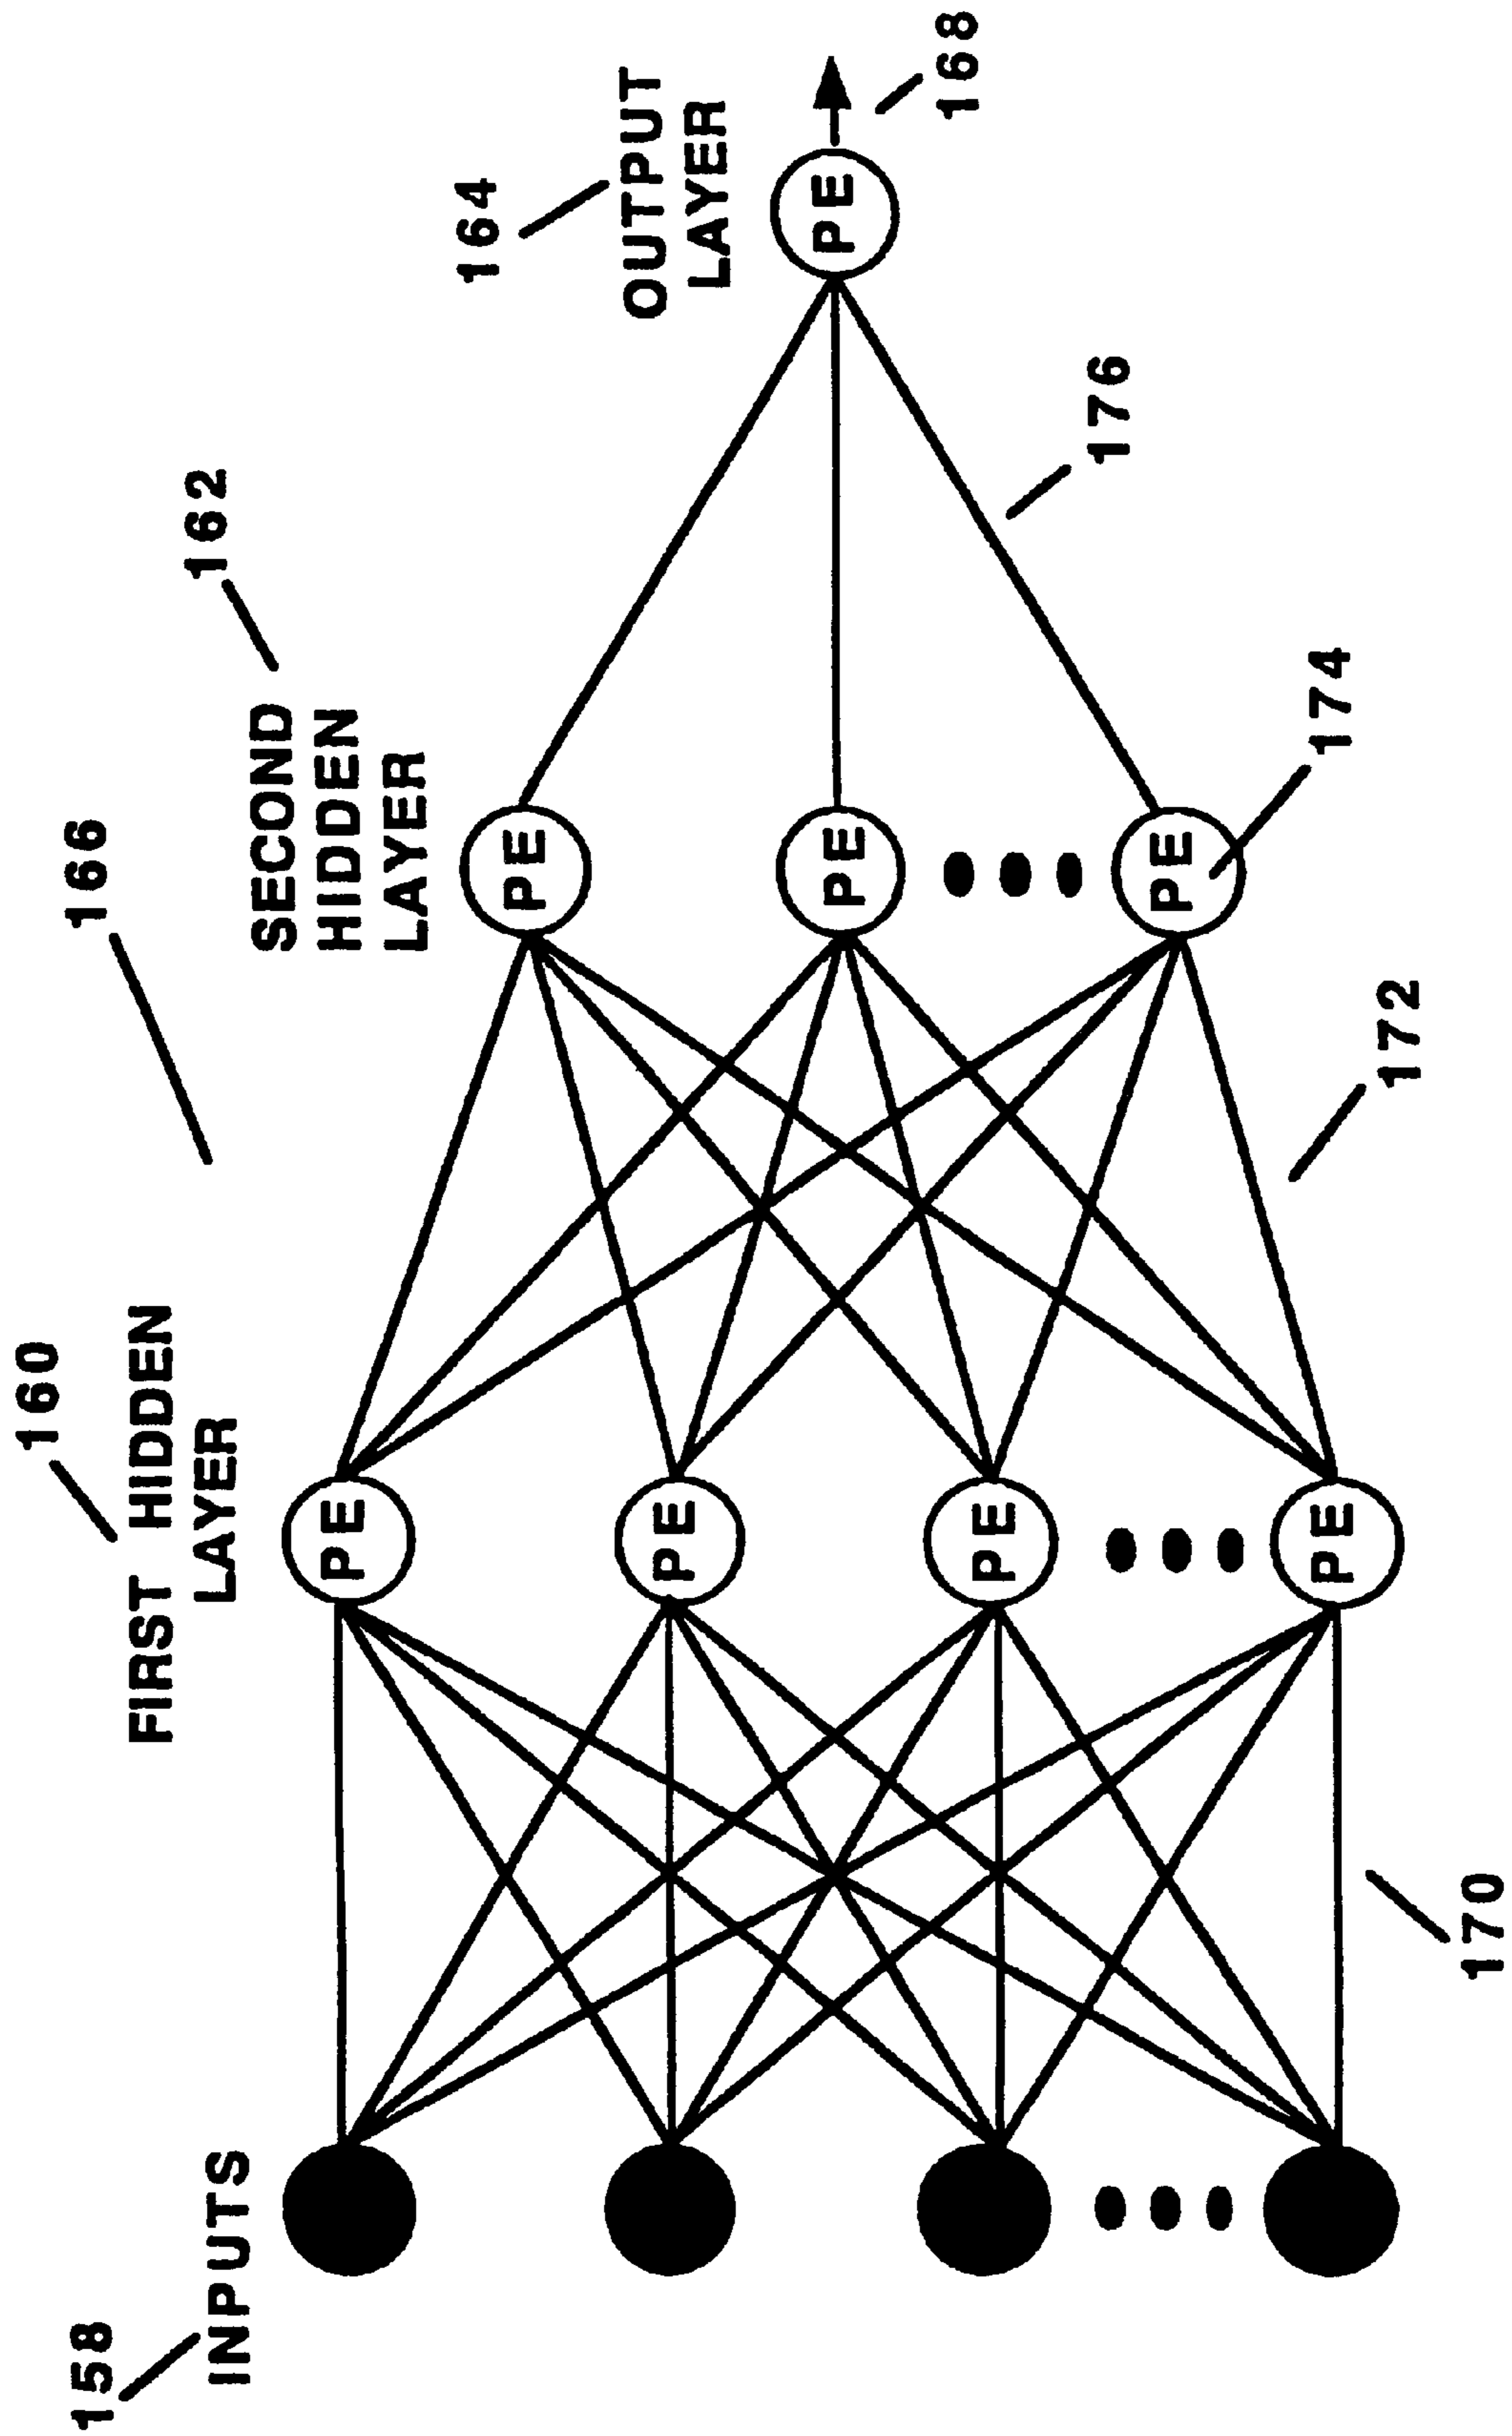 166
160
162
164
158
FIRST HIDDEN
LAYER
SECOND
HIDDEN
LAYER
OUTPUT
LAYER
INPUTS
PE
PE
PE
PE
PE
PE
PE
PE
168
170
172
174
176